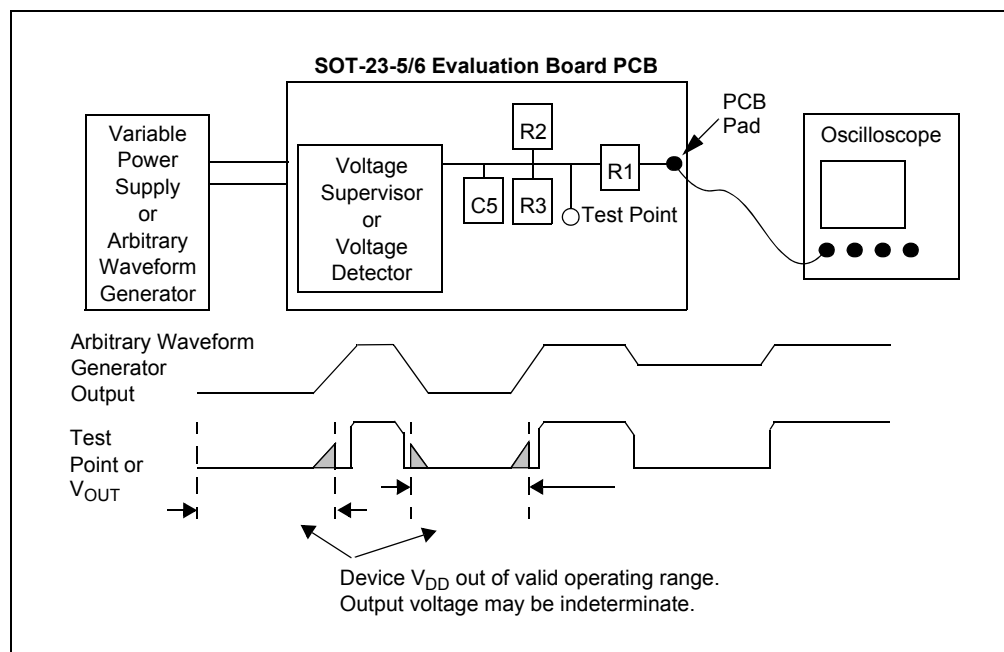 SOT-23-5/6 Evaluation Board PCB
Variable
Power
Supply
or
Arbitrary
Waveform
Generator
Voltage
Supervisor
or
Voltage
Detector
C5
R2
R3
Test Point
R1
PCB
Pad
Oscilloscope
Arbitrary Waveform
Generator
Output
Test
Point or
VOUT
Device VDD out of valid operating range.
Output voltage may be indeterminate.